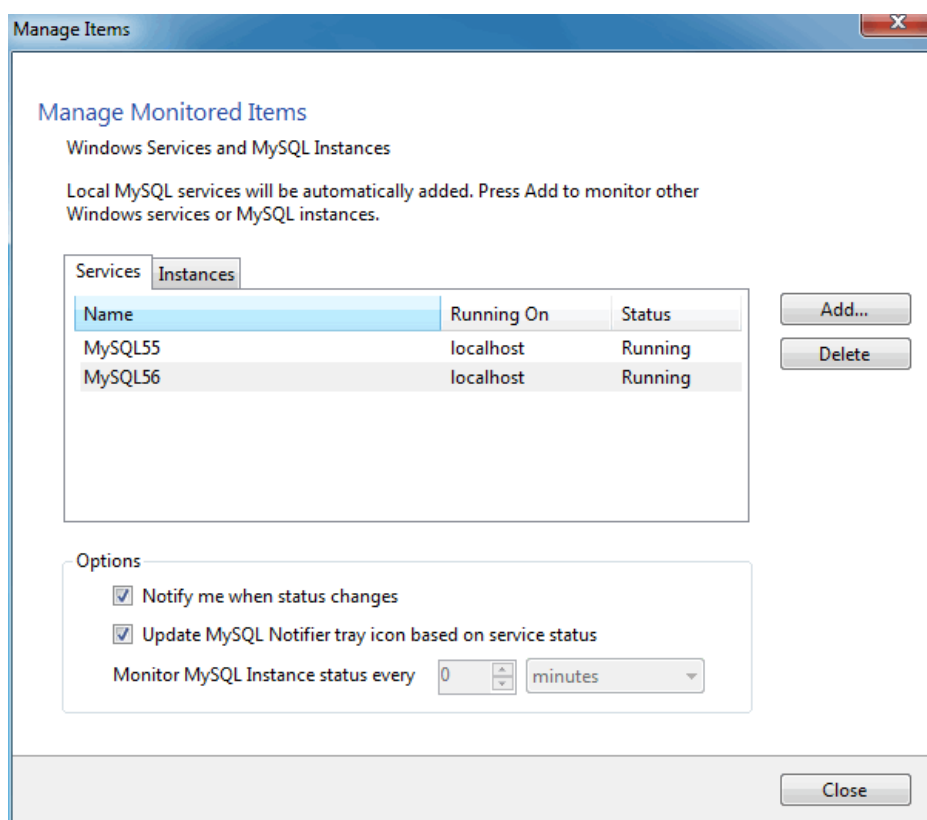 Manage Items
Manage Monitored Items
Windows Services and MySQL Instances
Local MySQL services will be automatically added. Press Add to monitor other
Windows services or MySQL instances.
Services Instances
Name Running On Status
MySQL55 localhost Running
MySQL56 localhost Running
Add...
Delete
Options
Notify me when status changes
Update MySQL Notifier tray icon based on service status
Monitor MySQL Instance status every 0 minutes
Close